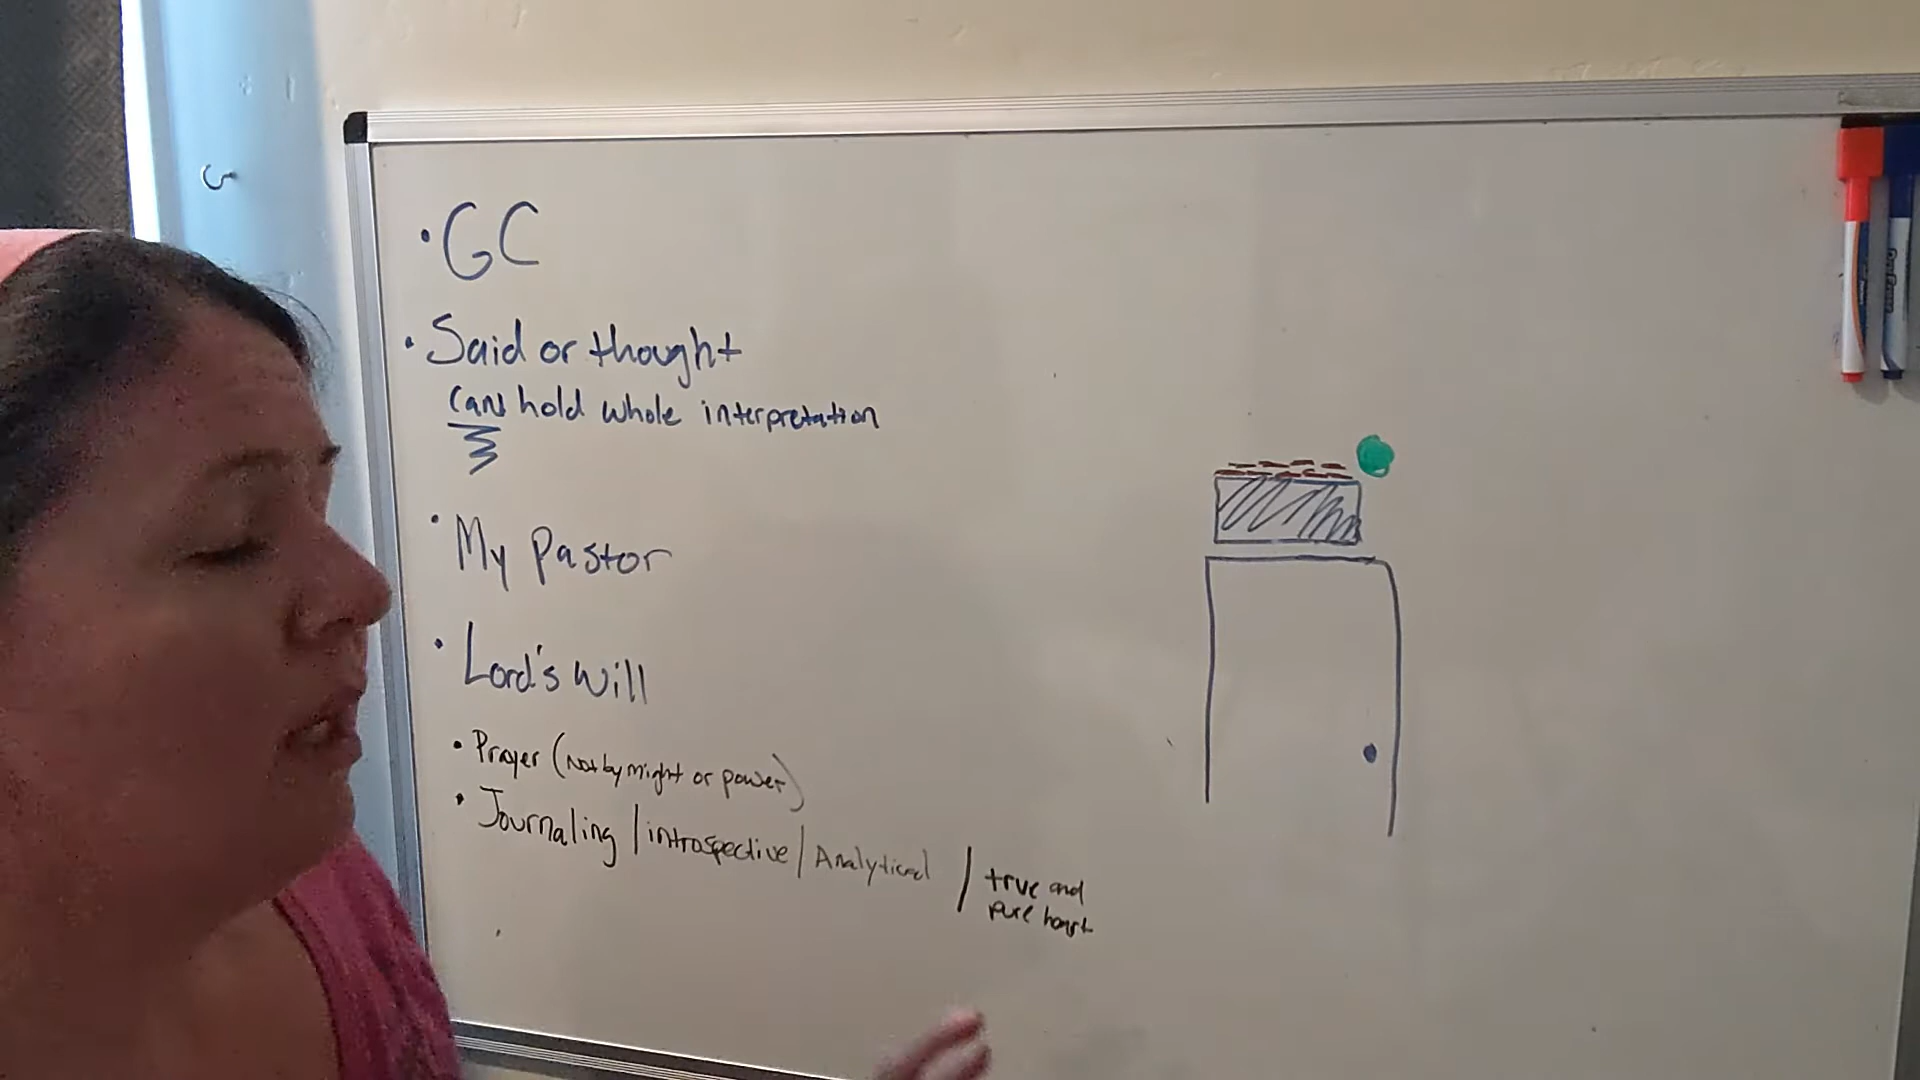 • GC
• Said or thought
can hold whole interpretation
• My Pastor
• Lord's Will
• Prayer (Not by might or power)
• Journaling / introspective / Analytical / true and
pure heart